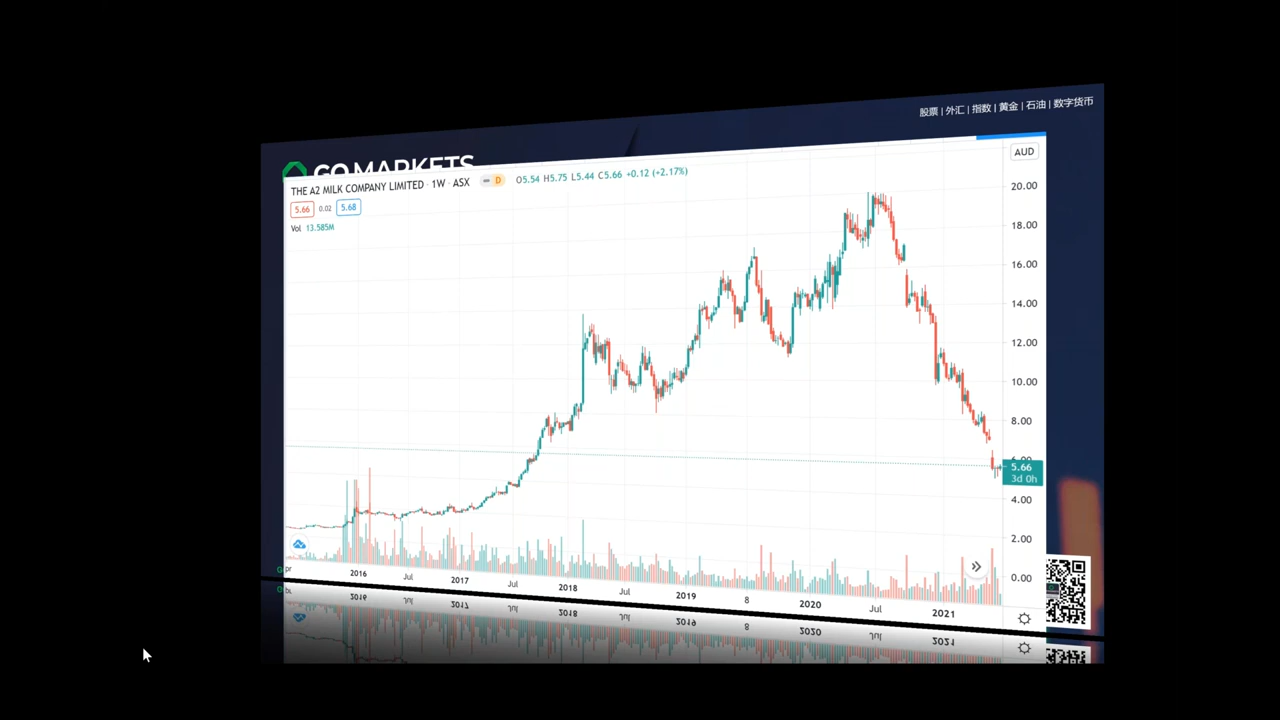 股票 | 外汇 | 指数 | 黄金 | 石油 | 数字货币
GO MARKETS
THE A2 MILK COMPANY LIMITED · 1W · ASX
D
O5.54 H5.75 L5.44 C5.66 +0.12 (+2.17%)
AUD
5.66 0.02 5.68
Vol 13.585M
20.00
18.00
16.00
14.00
12.00
10.00
8.00
6.00
5.66
3d 0h
4.00
2.00
0.00
2016 Jul 2017 Jul 2018 Jul 2019 8 2020 Jul 2021